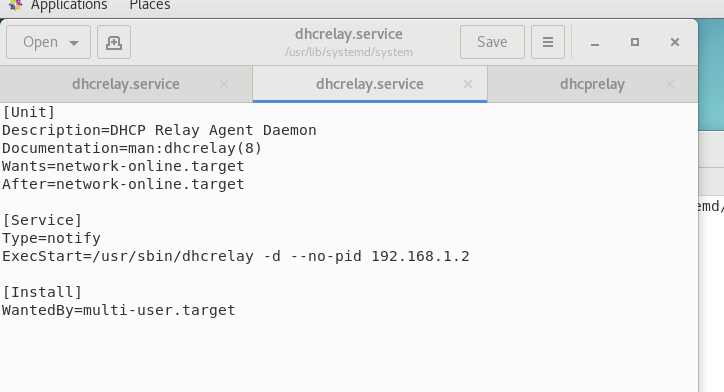 Applications Places
Open
dhcrelay.service
/usr/lib/systemd/system
Save
dhcrelay.service
dhcrelay.service
dhcprelay
[Unit]
Description=DHCP Relay Agent Daemon
Documentation=man:dhcrelay(8)
Wants=network-online.target
After=network-online.target
[Service]
Type=notify
ExecStart=/usr/sbin/dhcrelay -d --no-pid 192.168.1.2
[Install]
WantedBy=multi-user.target